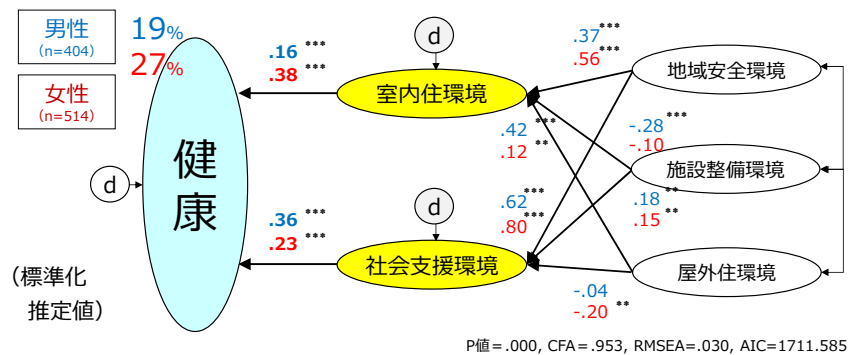 男性
(n=404)
19%
女性
(n=514)
27%
健康
d
(標準化
推定値)
.16 ***
.38 ***
.36 ***
.23 ***
d
室内住環境
d
社会支援環境
.37 ***
.56 ***
.42 ***
.12 **
-.28 ***
-.10
.62 ***
.80 ***
.18 **
.15 **
-.04
-.20 **
地域安全環境
施設整備環境
屋外住環境
P値=.000, CFA=.953, RMSEA=.030, AIC=1711.585